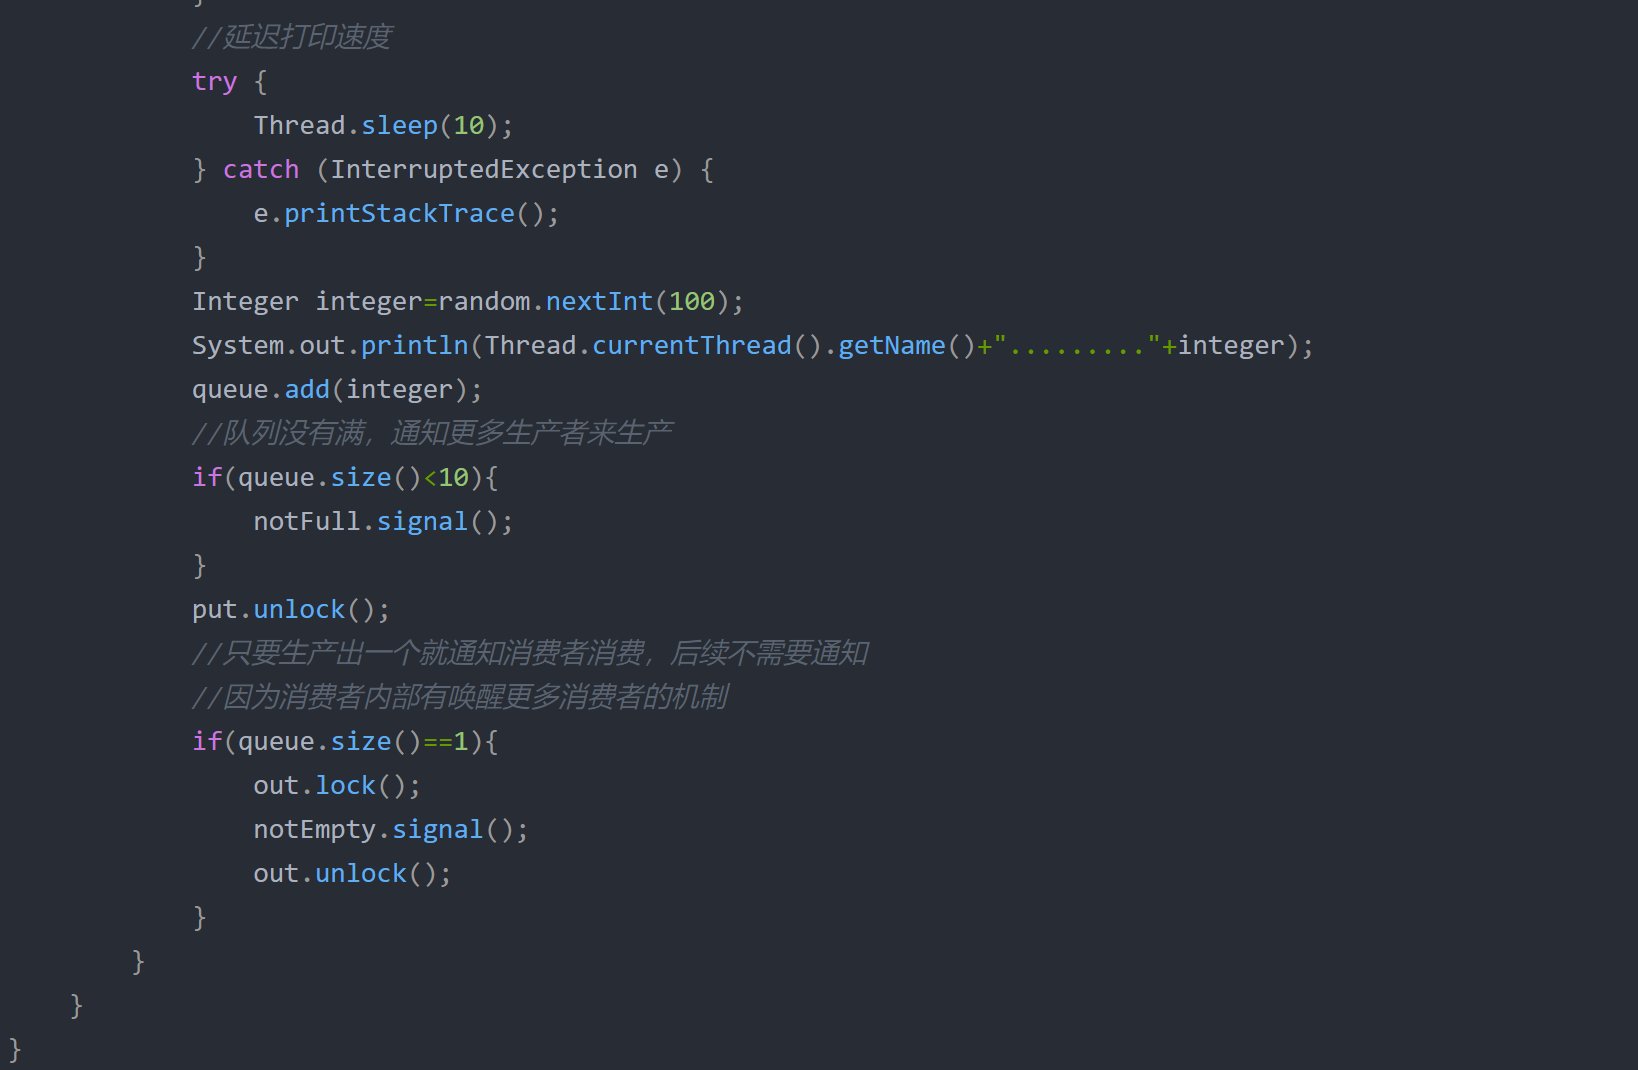 }
//延迟打印速度
try {
Thread.sleep(10);
} catch (InterruptedException e) {
e.printStackTrace();
}
Integer integer=random.nextInt(100);
System.out.println(Thread.currentThread().getName()+"........."+integer);
queue.add(integer);
//队列没有满，通知更多生产者来生产
if(queue.size()<10){
notFull.signal();
}
put.unlock();
//只要生产出一个就通知消费者消费，后续不需要通知
//因为消费者内部有唤醒更多消费者的机制
if(queue.size()==1){
out.lock();
notEmpty.signal();
out.unlock();
}
}
}
}